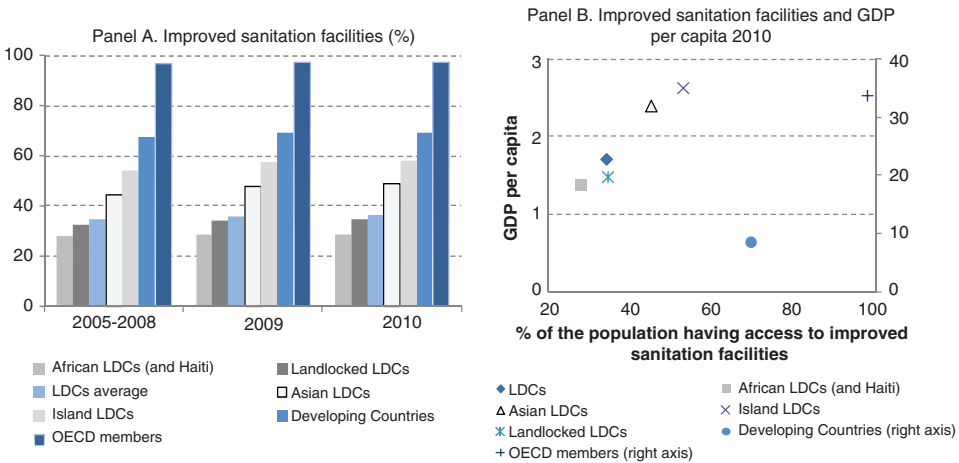 Panel A. Improved sanitation facilities (%)
100
80
60
40
20
0
2005-2008
2009
2010
African LDCs (and Haiti)
Landlocked LDCs
LDCs average
Asian LDCs
Island LDCs
Developing Countries
OECD members
Panel B. Improved sanitation facilities and GDP
per capita 2010
GDP per capita
3
2
1
0
40
30
20
10
0
20
40
60
80
100
% of the population having access to improved
sanitation facilities
LDCs
African LDCs (and Haiti)
Asian LDCs
Island LDCs
Landlocked LDCs
Developing Countries (right axis)
OECD members (right axis)